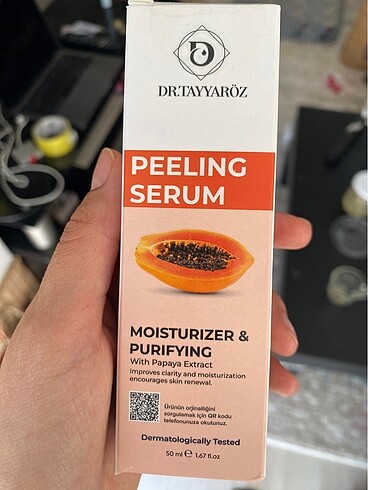 DR.TAYYARÖZ
PEELING
SERUM
MOISTURIZER &
PURIFYING
With Papaya Extract
Improves clarity and moisturization
encourages skin renewal.
Ürünün orjinalliğini
sorgulamak için QR kodu
telefonunuza okutunuz.
Dermatologically Tested
50 ml ℮ 1.67 fl.oz